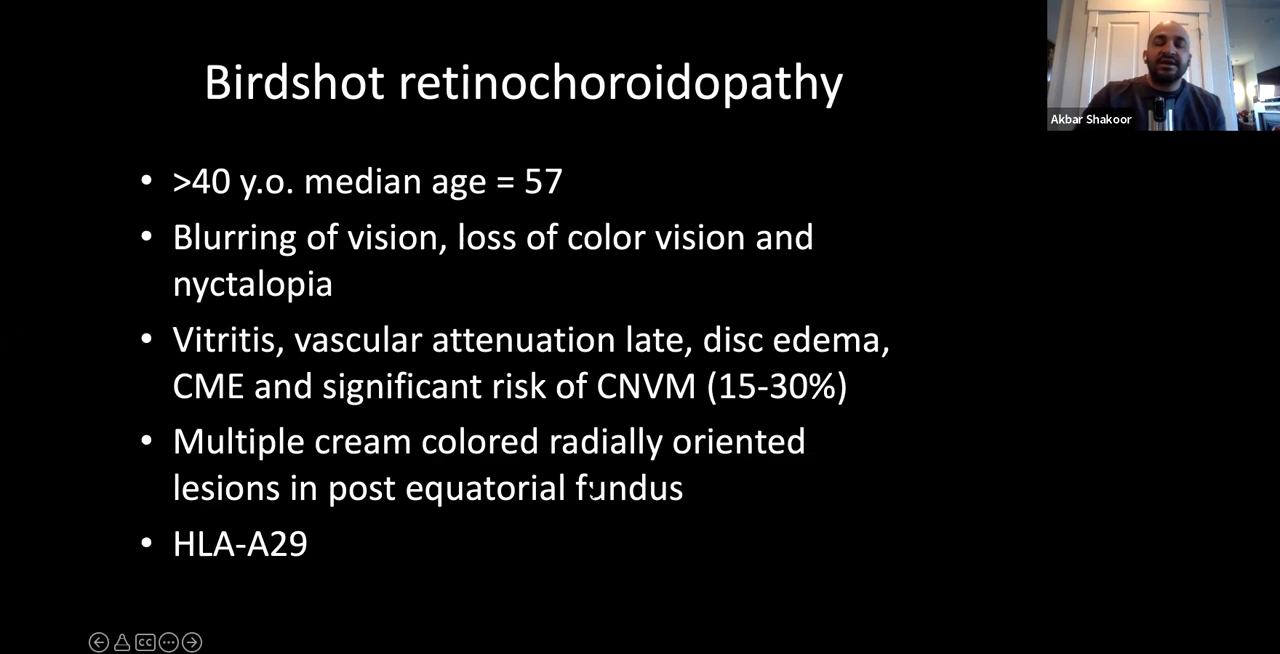 Birdshot retinochoroidopathy
Akbar Shakoor
• >40 y.o. median age = 57
• Blurring of vision, loss of color vision and
nyctalopia
• Vitritis, vascular attenuation late, disc edema,
CME and significant risk of CNVM (15-30%)
• Multiple cream colored radially oriented
lesions in post equatorial fundus
• HLA-A29
CC